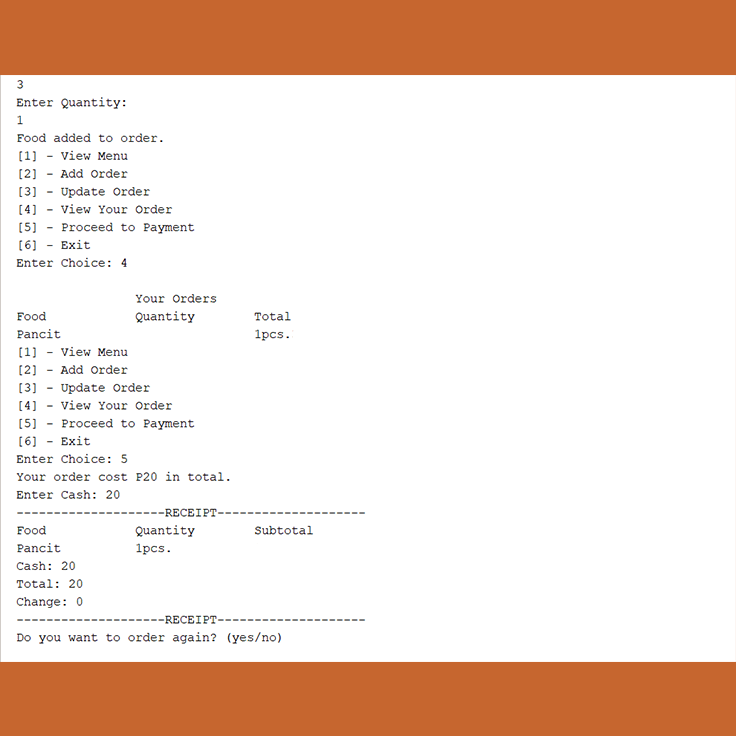 3
Enter Quantity:
1
Food added to order.
[1] - View Menu
[2] - Add Order
[3] - Update Order
[4] - View Your Order
[5] - Proceed to Payment
[6] - Exit
Enter Choice: 4
Your Orders
Food Quantity Total
Pancit 1pcs.
[1] - View Menu
[2] - Add Order
[3] - Update Order
[4] - View Your Order
[5] - Proceed to Payment
[6] - Exit
Enter Choice: 5
Your order cost P20 in total.
Enter Cash: 20
--------------------RECEIPT--------------------
Food Quantity Subtotal
Pancit 1pcs.
Cash: 20
Total: 20
Change: 0
--------------------RECEIPT--------------------
Do you want to order again? (yes/no)